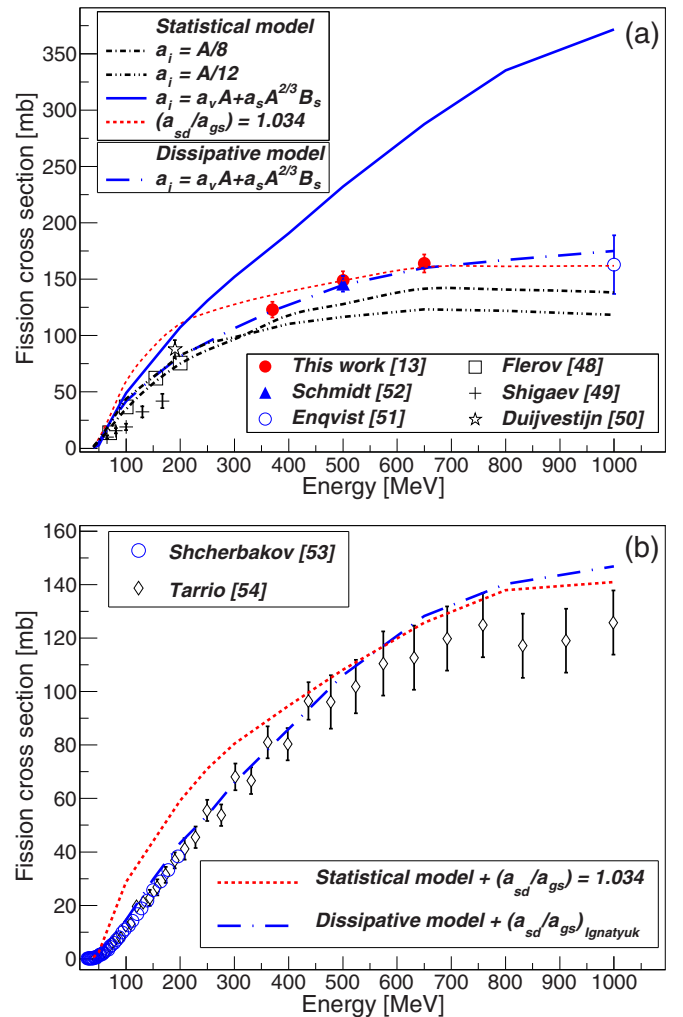 (a)
Statistical model
a_i = A/8
a_i = A/12
a_i = a_vA+a_sA^{2/3}B_s
(a_sd/a_gs) = 1.034
Dissipative model
a_i = a_vA+a_sA^{2/3}B_s
Fission cross section [mb]
350
300
250
200
150
100
50
0
This work [13]
Schmidt [52]
Enqvist [51]
Flerov [48]
Shigaev [49]
Duijvestijn [50]
100 200 300 400 500 600 700 800 900 1000
Energy [MeV]
(b)
Shcherbakov [53]
Tarrio [54]
Fission cross section [mb]
160
140
120
100
80
60
40
20
0
Statistical model + (a_sd/a_gs) = 1.034
Dissipative model + (a_sd/a_gs)_Ignatyuk
100 200 300 400 500 600 700 800 900 1000
Energy [MeV]